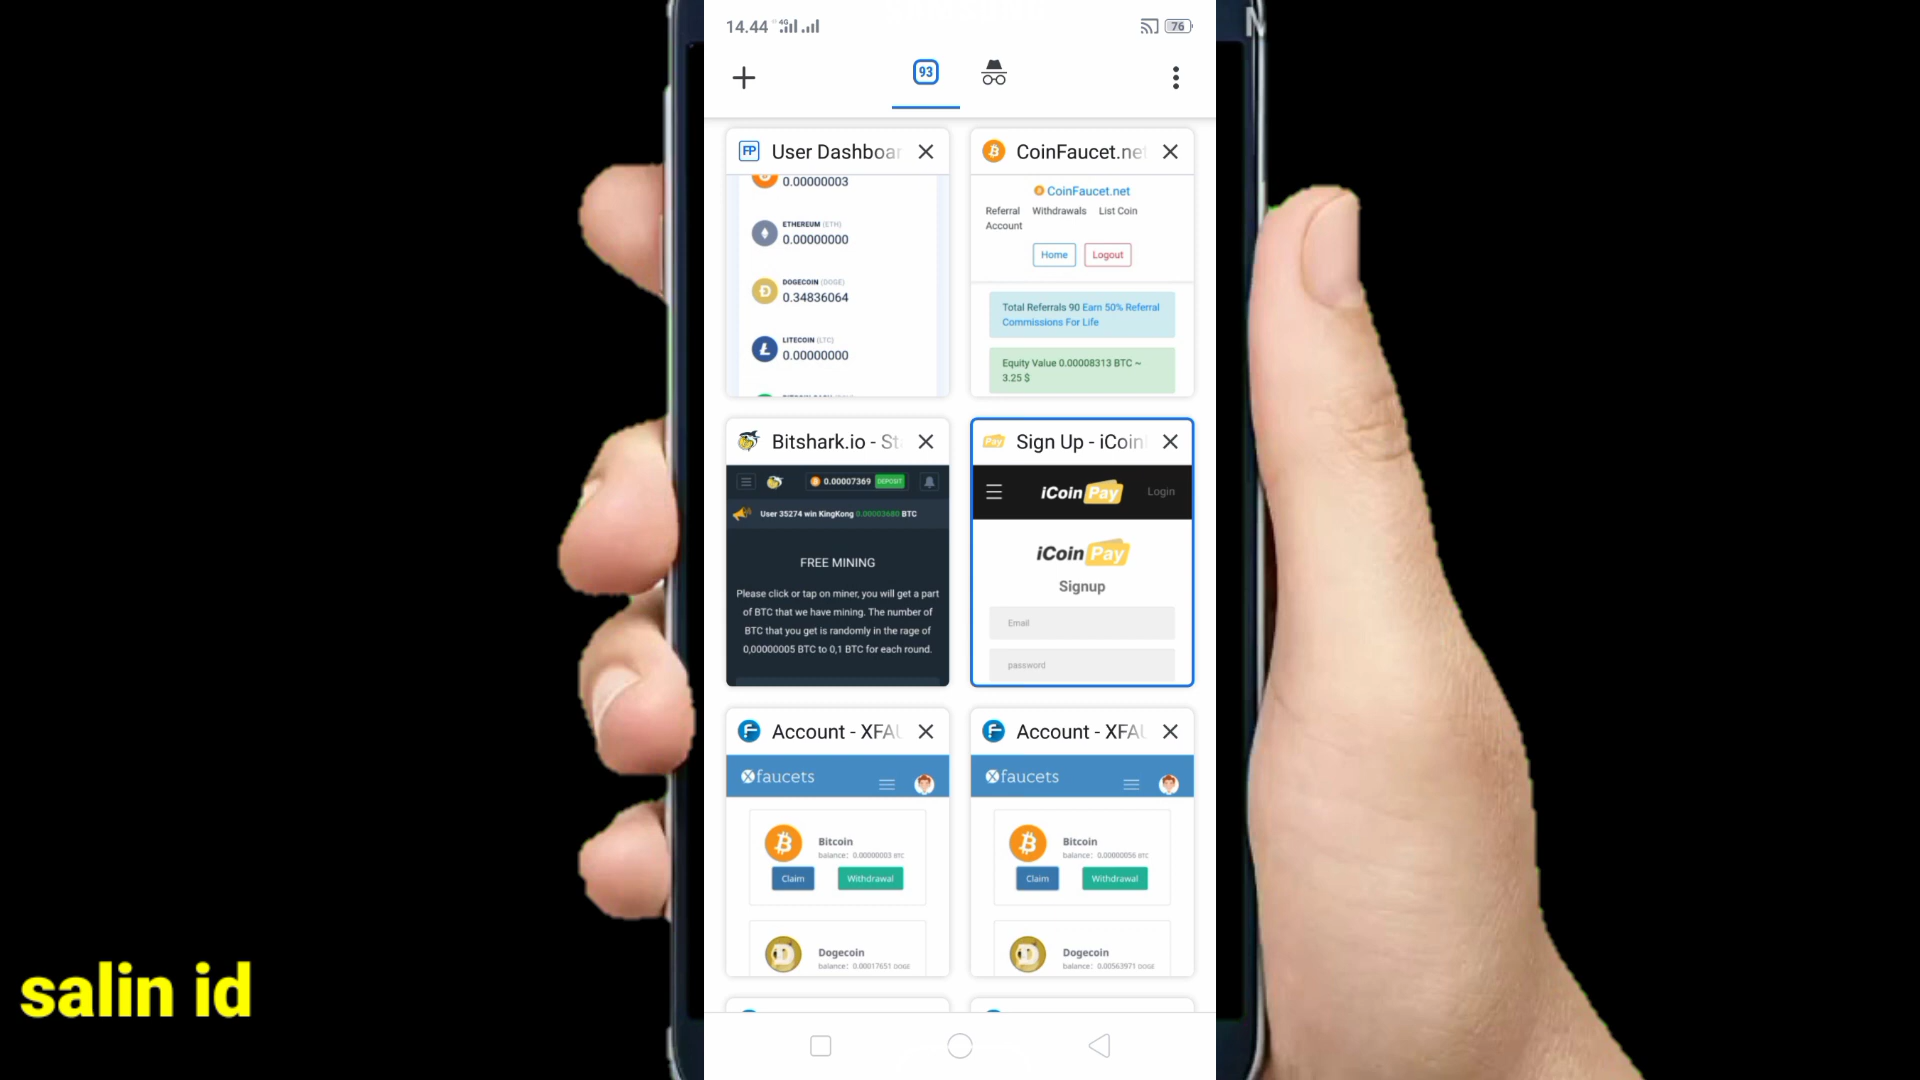 14.44 4G
76
93
User Dashboar
0.00000003
ETHEREUM (ETH)
0.00000000
DOGECOIN (DOGE)
0.34836064
LITECOIN (LTC)
0.00000000
CoinFaucet.net
CoinFaucet.net
Referral Withdrawals List Coin
Account
Home Logout
Total Referrals 90 Earn 50% Referral
Commissions For Life
Equity Value 0.00008313 BTC ~
3.25 $
Bitshark.io - St
0.00007369 DEPOSIT
User 35274 win KingKong 0.00003680 BTC
FREE MINING
Please click or tap on miner, you will get a part
of BTC that we have mining. The number of
BTC that you get is randomly in the rage of
0,00000005 BTC to 0,1 BTC for each round.
Pay Sign Up - iCoin
iCoin Pay Login
iCoin Pay
Signup
Email
password
Account - XFAU
xfaucets
Bitcoin
balance: 0.00000003 BTC
Claim Withdrawal
Dogecoin
balance: 0.00017651 DOGE
Account - XFAU
xfaucets
Bitcoin
balance: 0.00000056 BTC
Claim Withdrawal
Dogecoin
balance: 0.00563971 DOGE
salin id